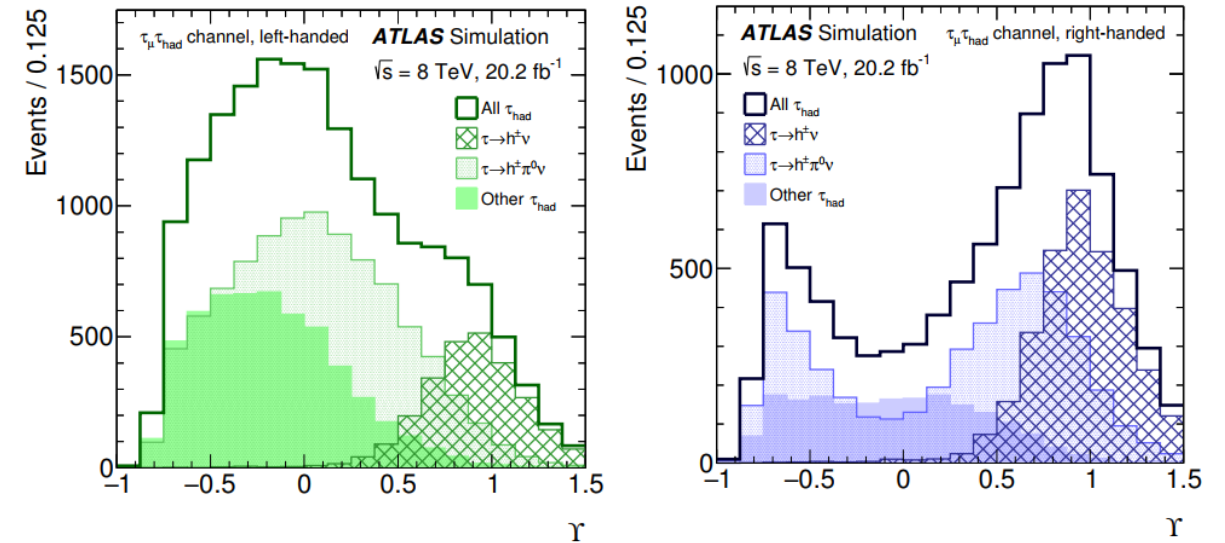 τμτhad channel, left-handed
ATLAS Simulation
√s = 8 TeV, 20.2 fb⁻¹
All τhad
τ→h±ν
τ→h±π⁰ν
Other τhad
Events / 0.125
1500
1000
500
0
−1 −0.5 0 0.5 1 1.5
ϒ
ATLAS Simulation
τμτhad channel, right-handed
√s = 8 TeV, 20.2 fb⁻¹
All τhad
τ→h±ν
τ→h±π⁰ν
Other τhad
Events / 0.125
1000
500
0
−1 −0.5 0 0.5 1 1.5
ϒ